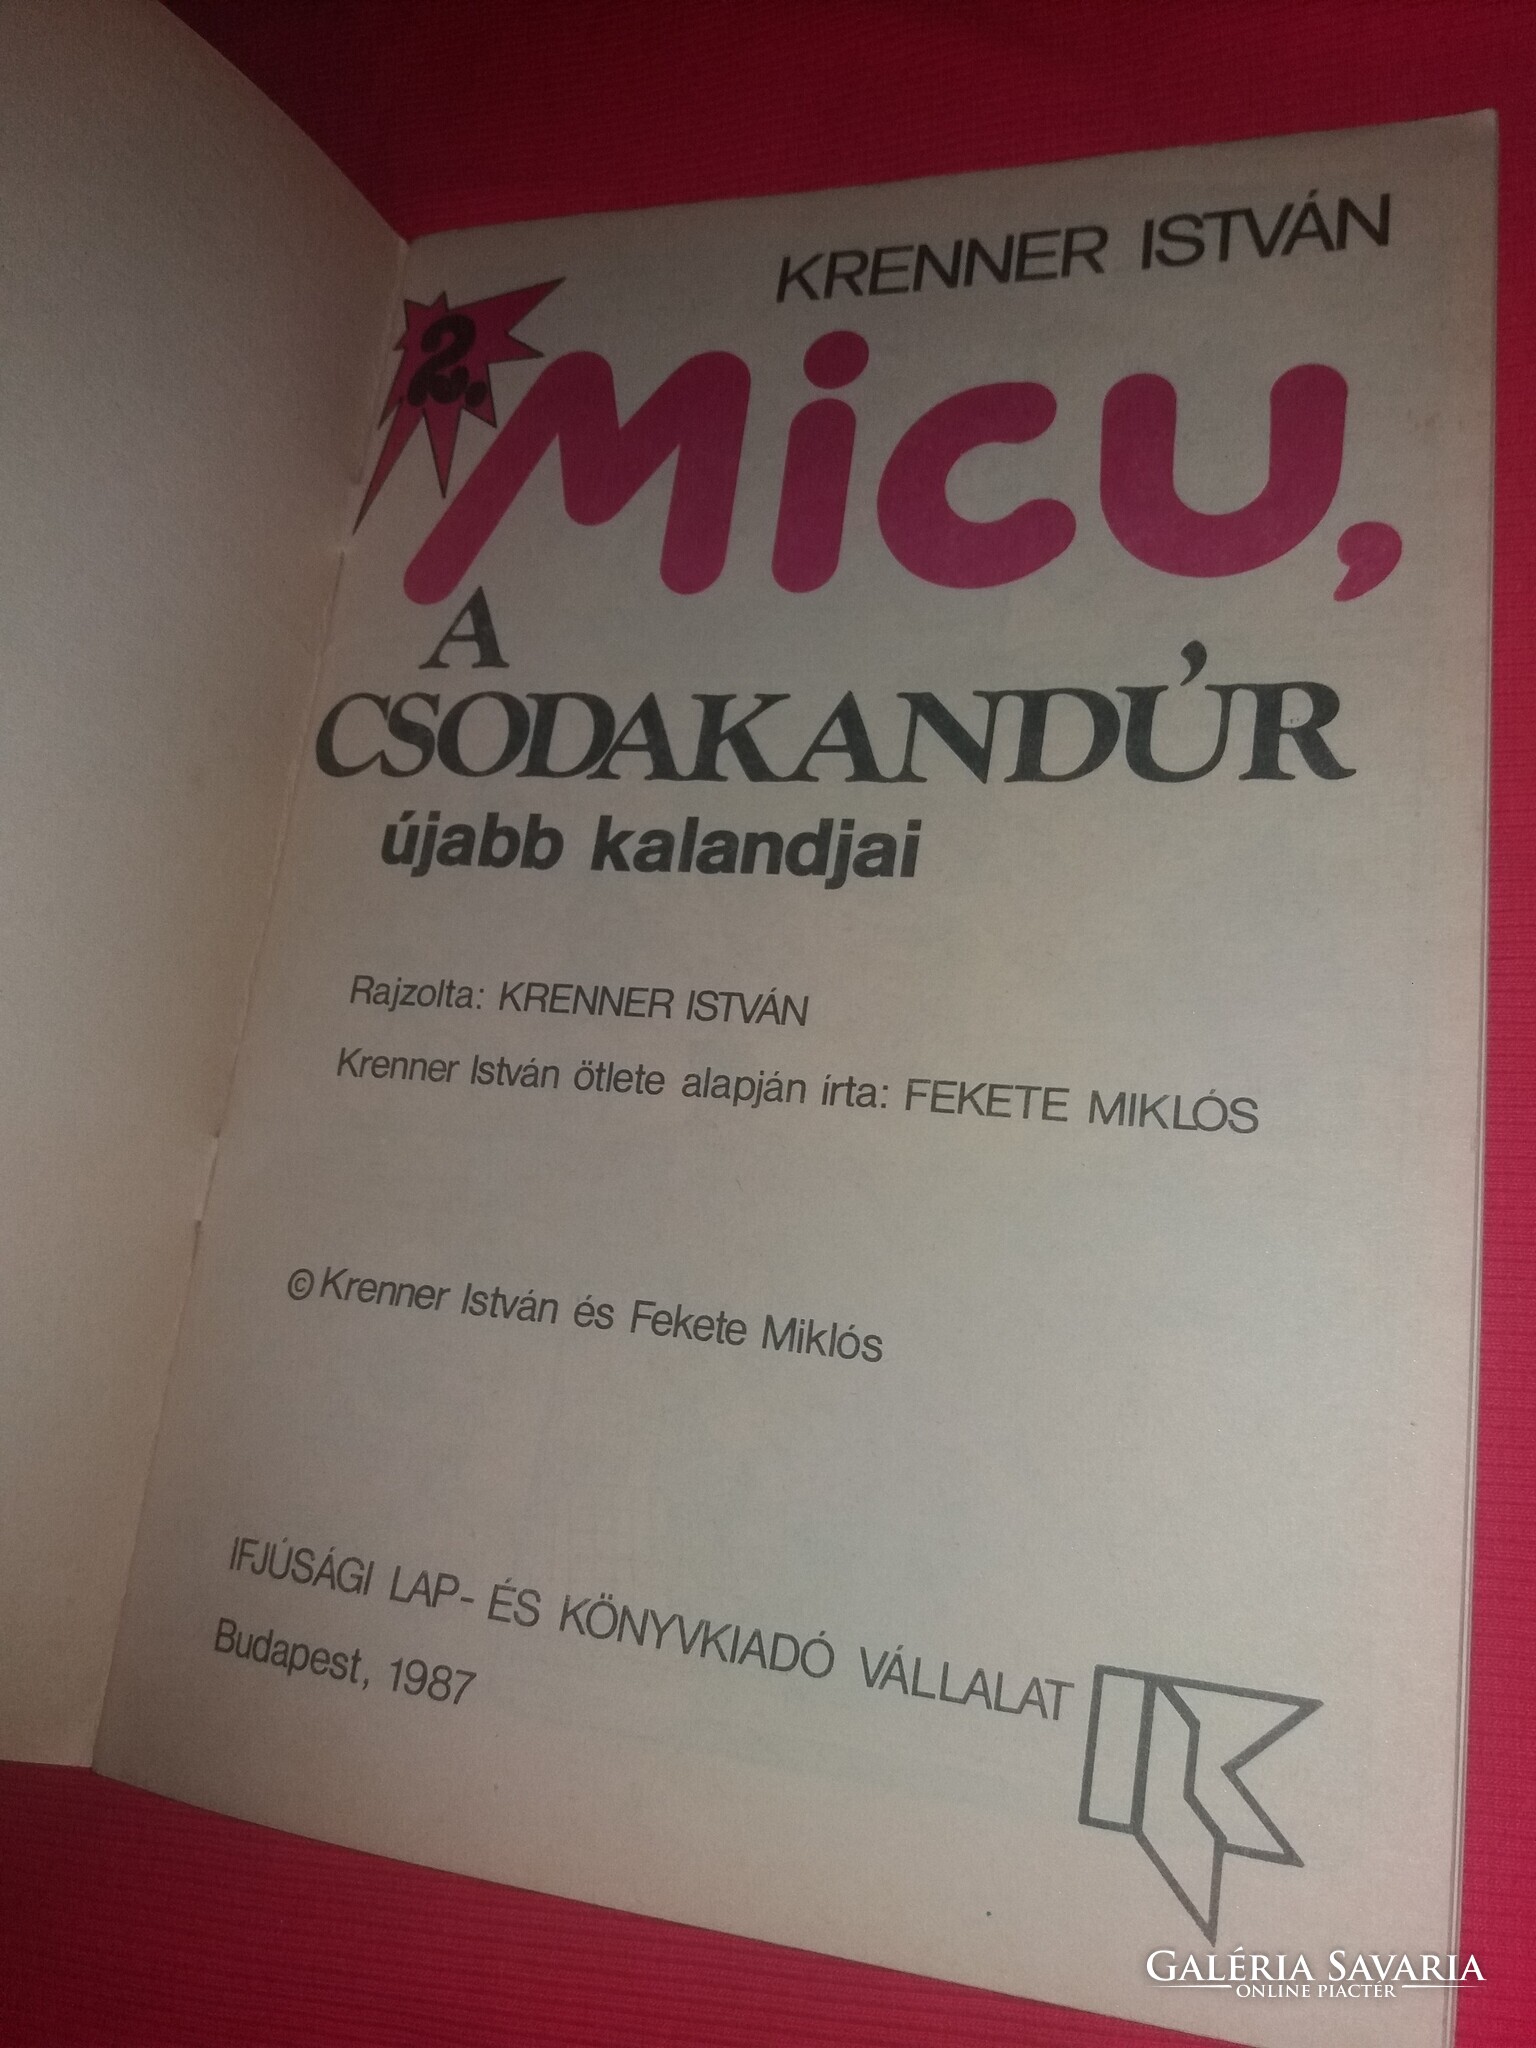 KRENNER ISTVÁN
2.
Micu,
A
CSODAKANDÚR
újabb kalandjai
Rajzolta: KRENNER ISTVÁN
Krenner István ötlete alapján írta: FEKETE MIKLÓS
© Krenner István és Fekete Miklós
IFJÚSÁGI LAP- ÉS KÖNYVKIADÓ VÁLLALAT
Budapest, 1987
GALÉRIA SAVARIA
ONLINE PIACTÉR